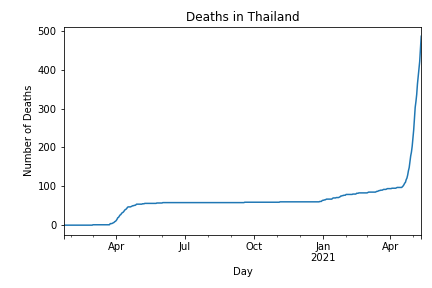 Deaths in Thailand
500
400
300
200
100
0
Number of Deaths
Apr
Jul
Oct
Jan
2021
Apr
Day